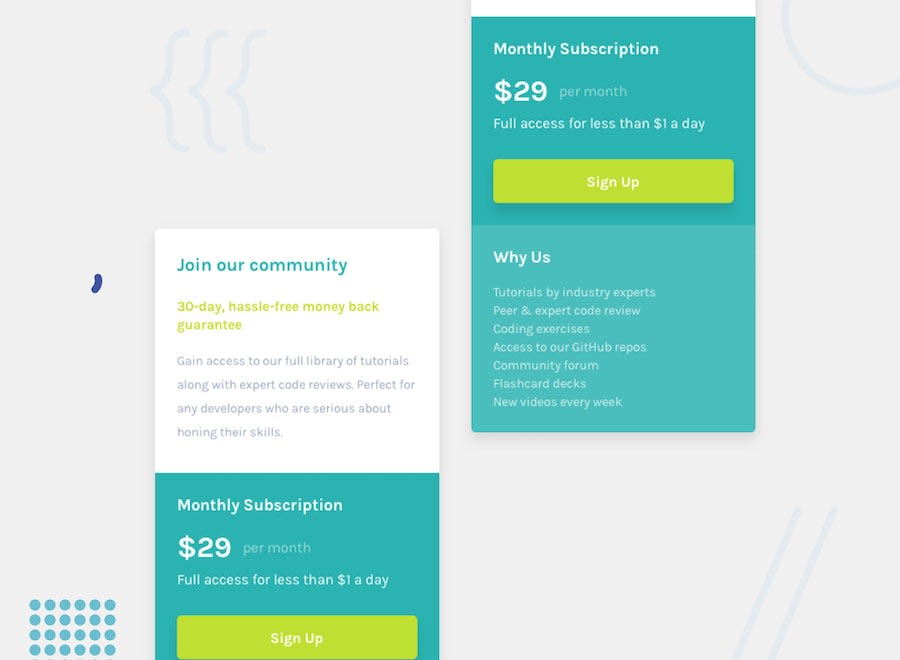 Join our community
30-day, hassle-free money back
guarantee
Gain access to our full library of tutorials
along with expert code reviews. Perfect for
any developers who are serious about
honing their skills.
Monthly Subscription
$29 per month
Full access for less than $1 a day
Sign Up
Monthly Subscription
$29 per month
Full access for less than $1 a day
Sign Up
Why Us
Tutorials by industry experts
Peer & expert code review
Coding exercises
Access to our GitHub repos
Community forum
Flashcard decks
New videos every week